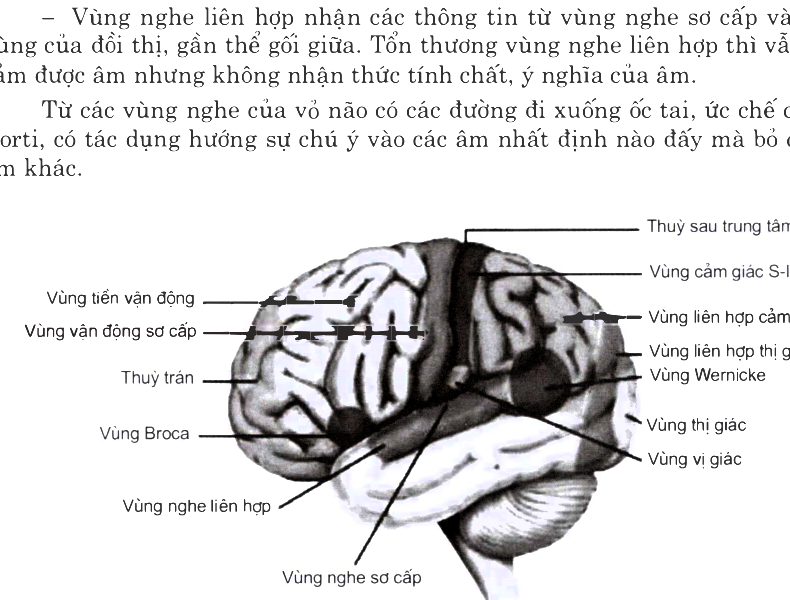 – Vùng nghe liên hợp nhận các thông tin từ vùng nghe sơ cấp và
của đồi thị, gần thể gối giữa. Tổn thương vùng nghe liên hợp thì
được âm nhưng không nhận thức tính chất, ý nghĩa của âm.
Từ các vùng nghe của vỏ não có các đường đi xuống ốc tai, ức chế
có tác dụng hướng sự chú ý vào các âm nhất định nào đấy mà bỏ
khác.
Thuỳ sau trung tâm
Vùng cảm giác S-I
Vùng tiền vận động
Vùng liên hợp cảm
Vùng vận động sơ cấp
Vùng liên hợp thị
Thuỳ trán
Vùng Wernicke
Vùng Broca
Vùng thị giác
Vùng vị giác
Vùng nghe liên hợp
Vùng nghe sơ cấp